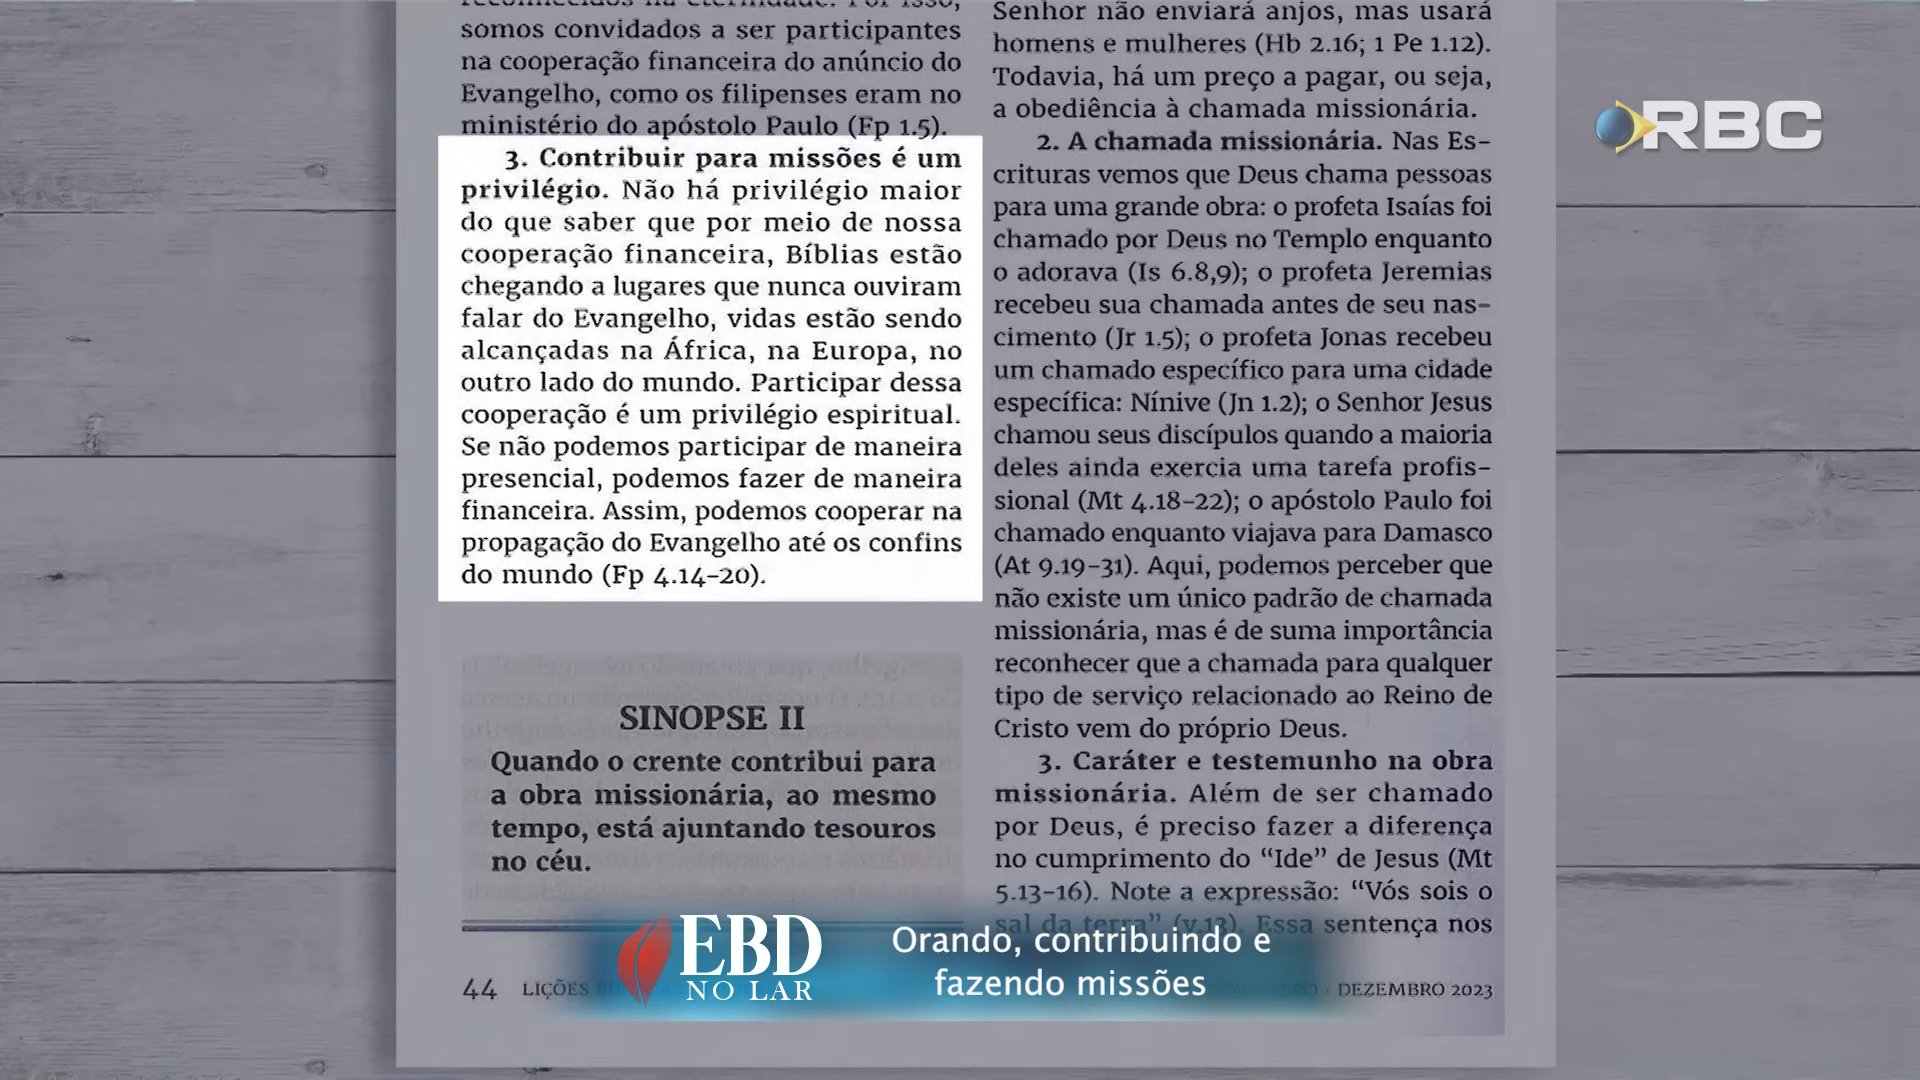 somos convidados a ser participantes
na cooperação financeira do anúncio do
Evangelho, como os filipenses eram no
ministério do apóstolo Paulo (Fp 1.5).
3. Contribuir para missões é um
privilégio. Não há privilégio maior
do que saber que por meio de nossa
cooperação financeira, Bíblias estão
chegando a lugares que nunca ouviram
falar do Evangelho, vidas estão sendo
alcançadas na África, na Europa, no
outro lado do mundo. Participar dessa
cooperação é um privilégio espiritual.
Se não podemos participar de maneira
presencial, podemos fazer de maneira
financeira. Assim, podemos cooperar na
propagação do Evangelho até os confins
do mundo (Fp 4.14-20).
SINOPSE II
Quando o crente contribui para
a obra missionária, ao mesmo
tempo, está ajuntando tesouros
no céu.
Senhor não enviará anjos, mas usará
homens e mulheres (Hb 2.16; 1 Pe 1.12).
Todavia, há um preço a pagar, ou seja,
a obediência à chamada missionária.
2. A chamada missionária. Nas Es-
crituras vemos que Deus chama pessoas
para uma grande obra: o profeta Isaías foi
chamado por Deus no Templo enquanto
o adorava (Is 6.8,9); o profeta Jeremias
recebeu sua chamada antes de seu nas-
cimento (Jr 1.5); o profeta Jonas recebeu
um chamado específico para uma cidade
específica: Nínive (Jn 1.2); o Senhor Jesus
chamou seus discípulos quando a maioria
deles ainda exercia uma tarefa profis-
sional (Mt 4.18-22); o apóstolo Paulo foi
chamado enquanto viajava para Damasco
(At 9.19-31). Aqui, podemos perceber que
não existe um único padrão de chamada
missionária, mas é de suma importância
reconhecer que a chamada para qualquer
tipo de serviço relacionado ao Reino de
Cristo vem do próprio Deus.
3. Caráter e testemunho na obra
missionária. Além de ser chamado
por Deus, é preciso fazer a diferença
no cumprimento do “Ide” de Jesus (Mt
5.13-16). Note a expressão: “Vós sois o
sal da terra” (v.13). Essa sentença nos
RBC
EBD
NO LAR
Orando, contribuindo e
fazendo missões
44 LIÇÕES
· DEZEMBRO 2023